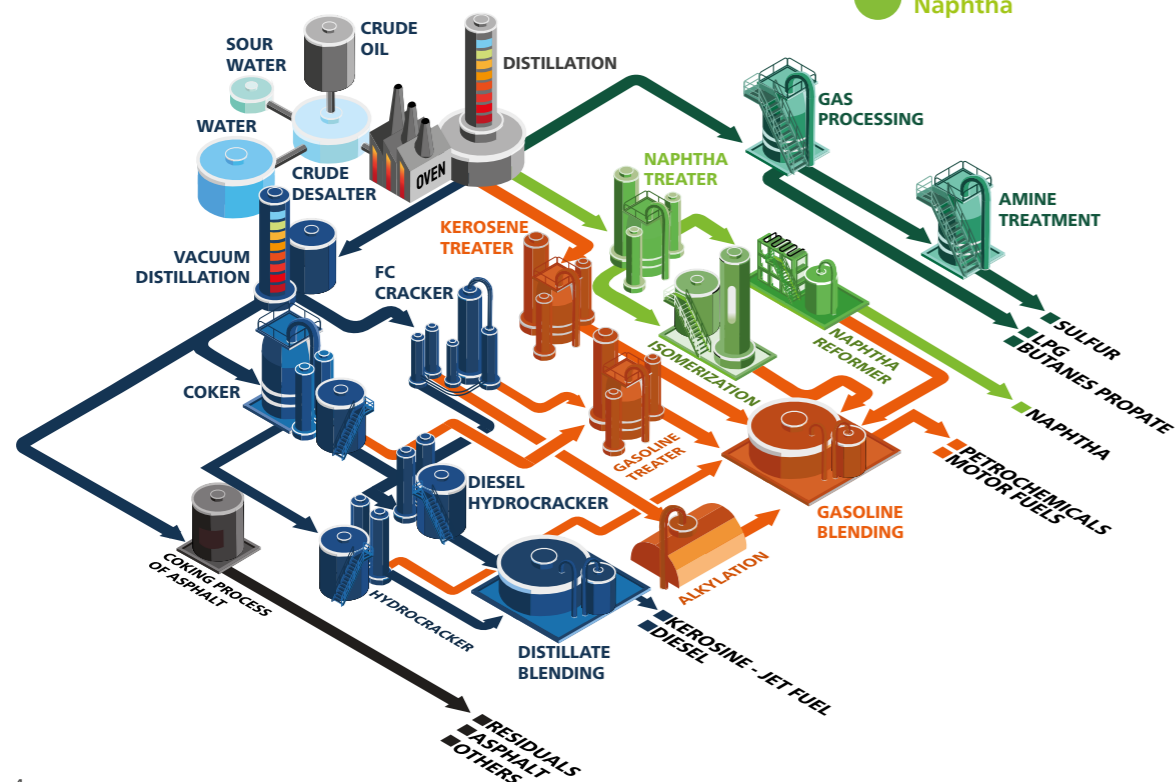 Naphtha
CRUDE
OIL
SOUR
WATER
DISTILLATION
WATER
GAS
PROCESSING
OVEN
CRUDE
DESALTER
NAPHTHA
TREATER
AMINE
TREATMENT
KEROSENE
TREATER
VACUUM
DISTILLATION
FC
CRACKER
SULFUR
LPG
BUTANES PROPATE
NAPHTHA
REFORMER
ISOMERIZATION
COKER
NAPHTHA
GASOLINE
TREATER
PETROCHEMICALS
MOTOR FUELS
DIESEL
HYDROCRACKER
GASOLINE
BLENDING
COKING PROCESS
OF ASPHALT
ALKYLATION
HYDROCRACKER
KEROSINE - JET FUEL
DIESEL
DISTILLATE
BLENDING
RESIDUALS
ASPHALT
OTHERS